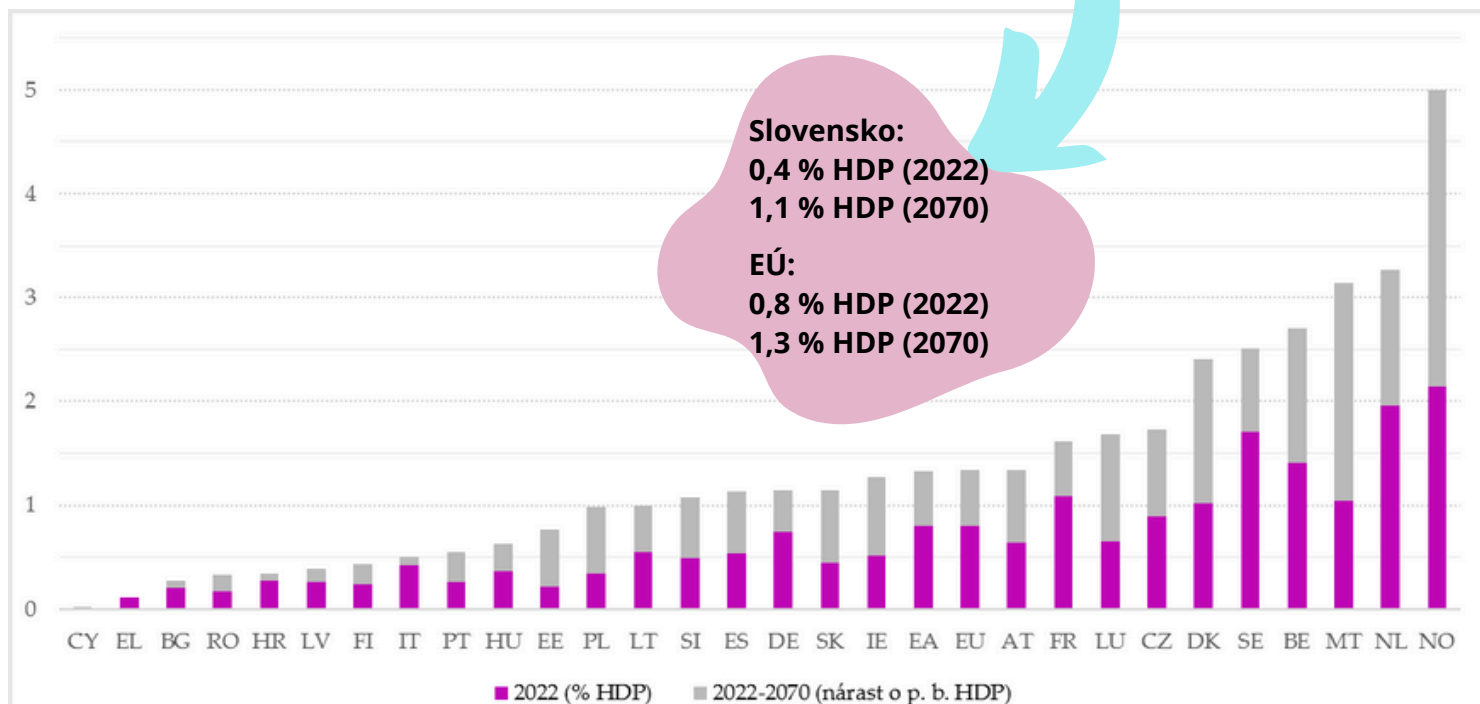 Slovensko:
0,4 % HDP (2022)
1,1 % HDP (2070)
EÚ:
0,8 % HDP (2022)
1,3 % HDP (2070)
5
4
3
2
1
0
CY EL BG RO HR LV FI IT PT HU EE PL LT SI ES DE SK IE EA EU AT FR LU CZ DK SE BE MT NL NO
2022 (% HDP) 2022-2070 (nárast o p. b. HDP)